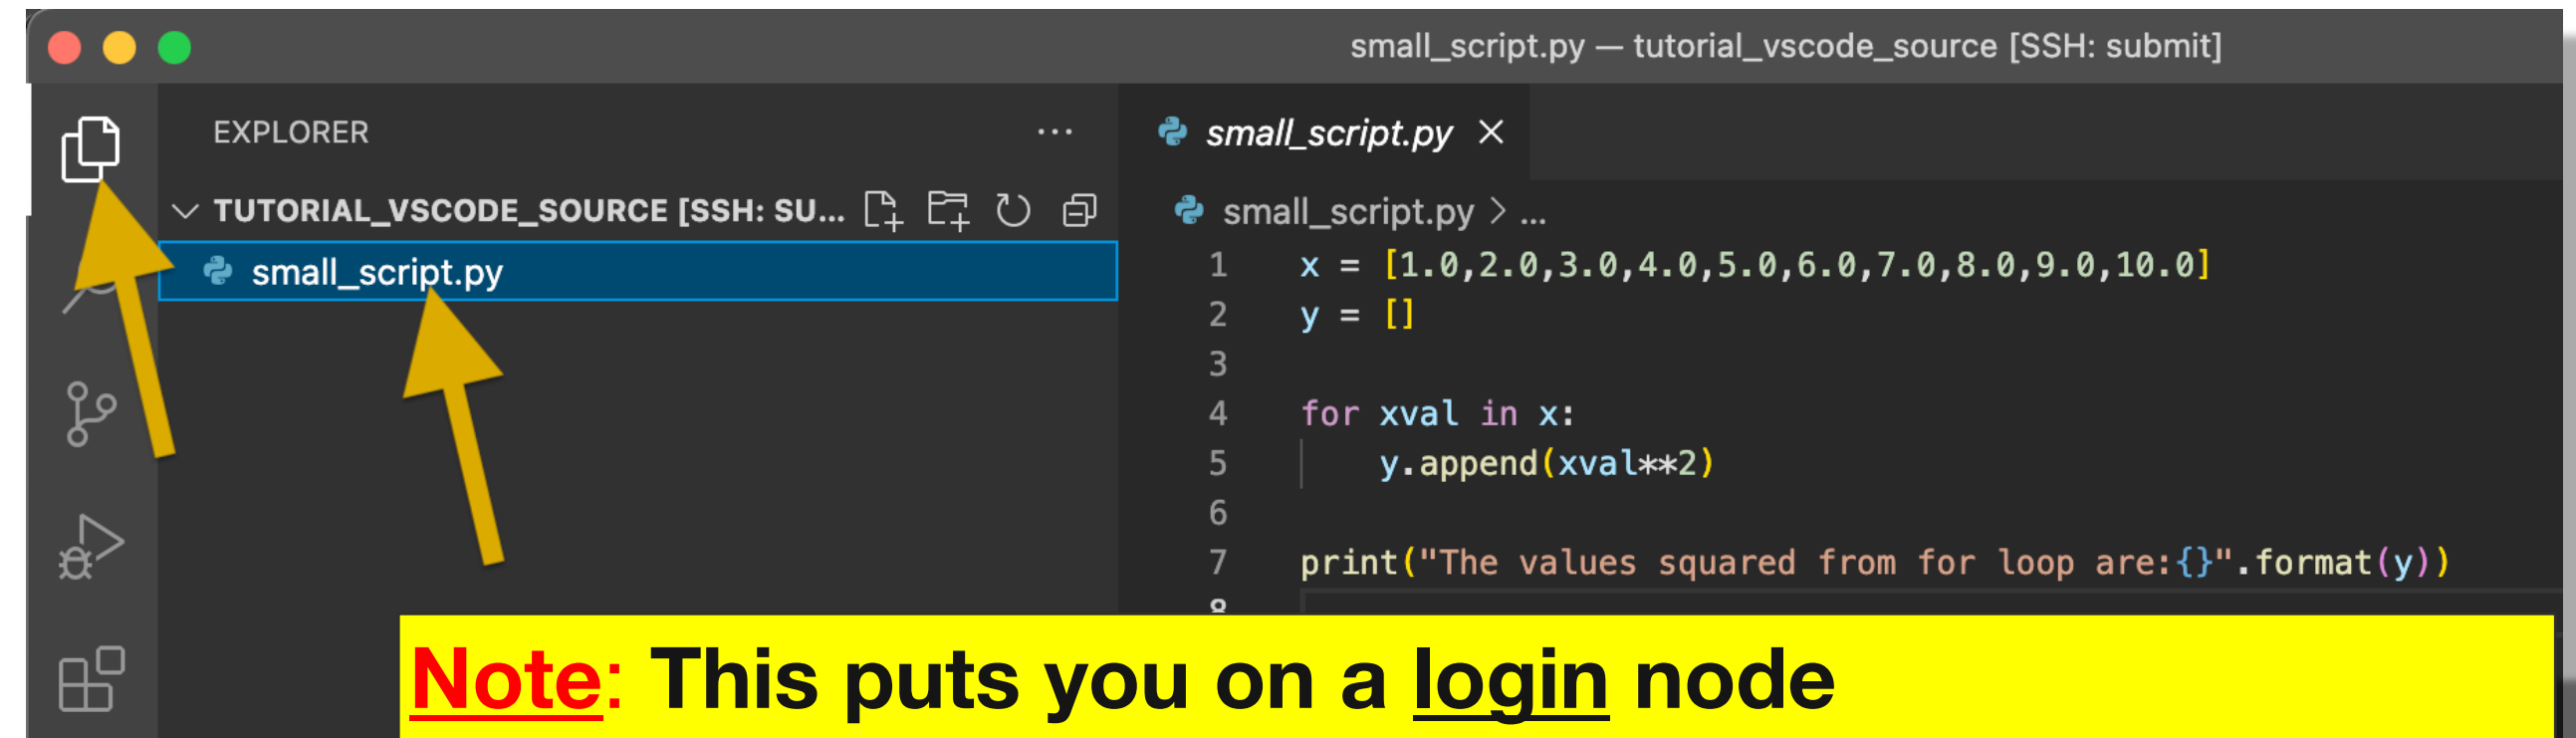 small_script.py — tutorial_vscode_source [SSH: submit]
EXPLORER
...
TUTORIAL_VSCODE_SOURCE [SSH: SU...
small_script.py
small_script.py
small_script.py > ...
1 x = [1.0,2.0,3.0,4.0,5.0,6.0,7.0,8.0,9.0,10.0]
2 y = []
3
4 for xval in x:
5 y.append(xval**2)
6
7 print("The values squared from for loop are:{}".format(y))
8
Note: This puts you on a login node